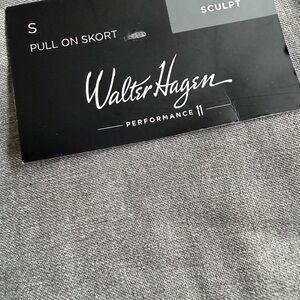 SCULPT
S
PULL ON SKORT
Walter Hagen
PERFORMANCE 11